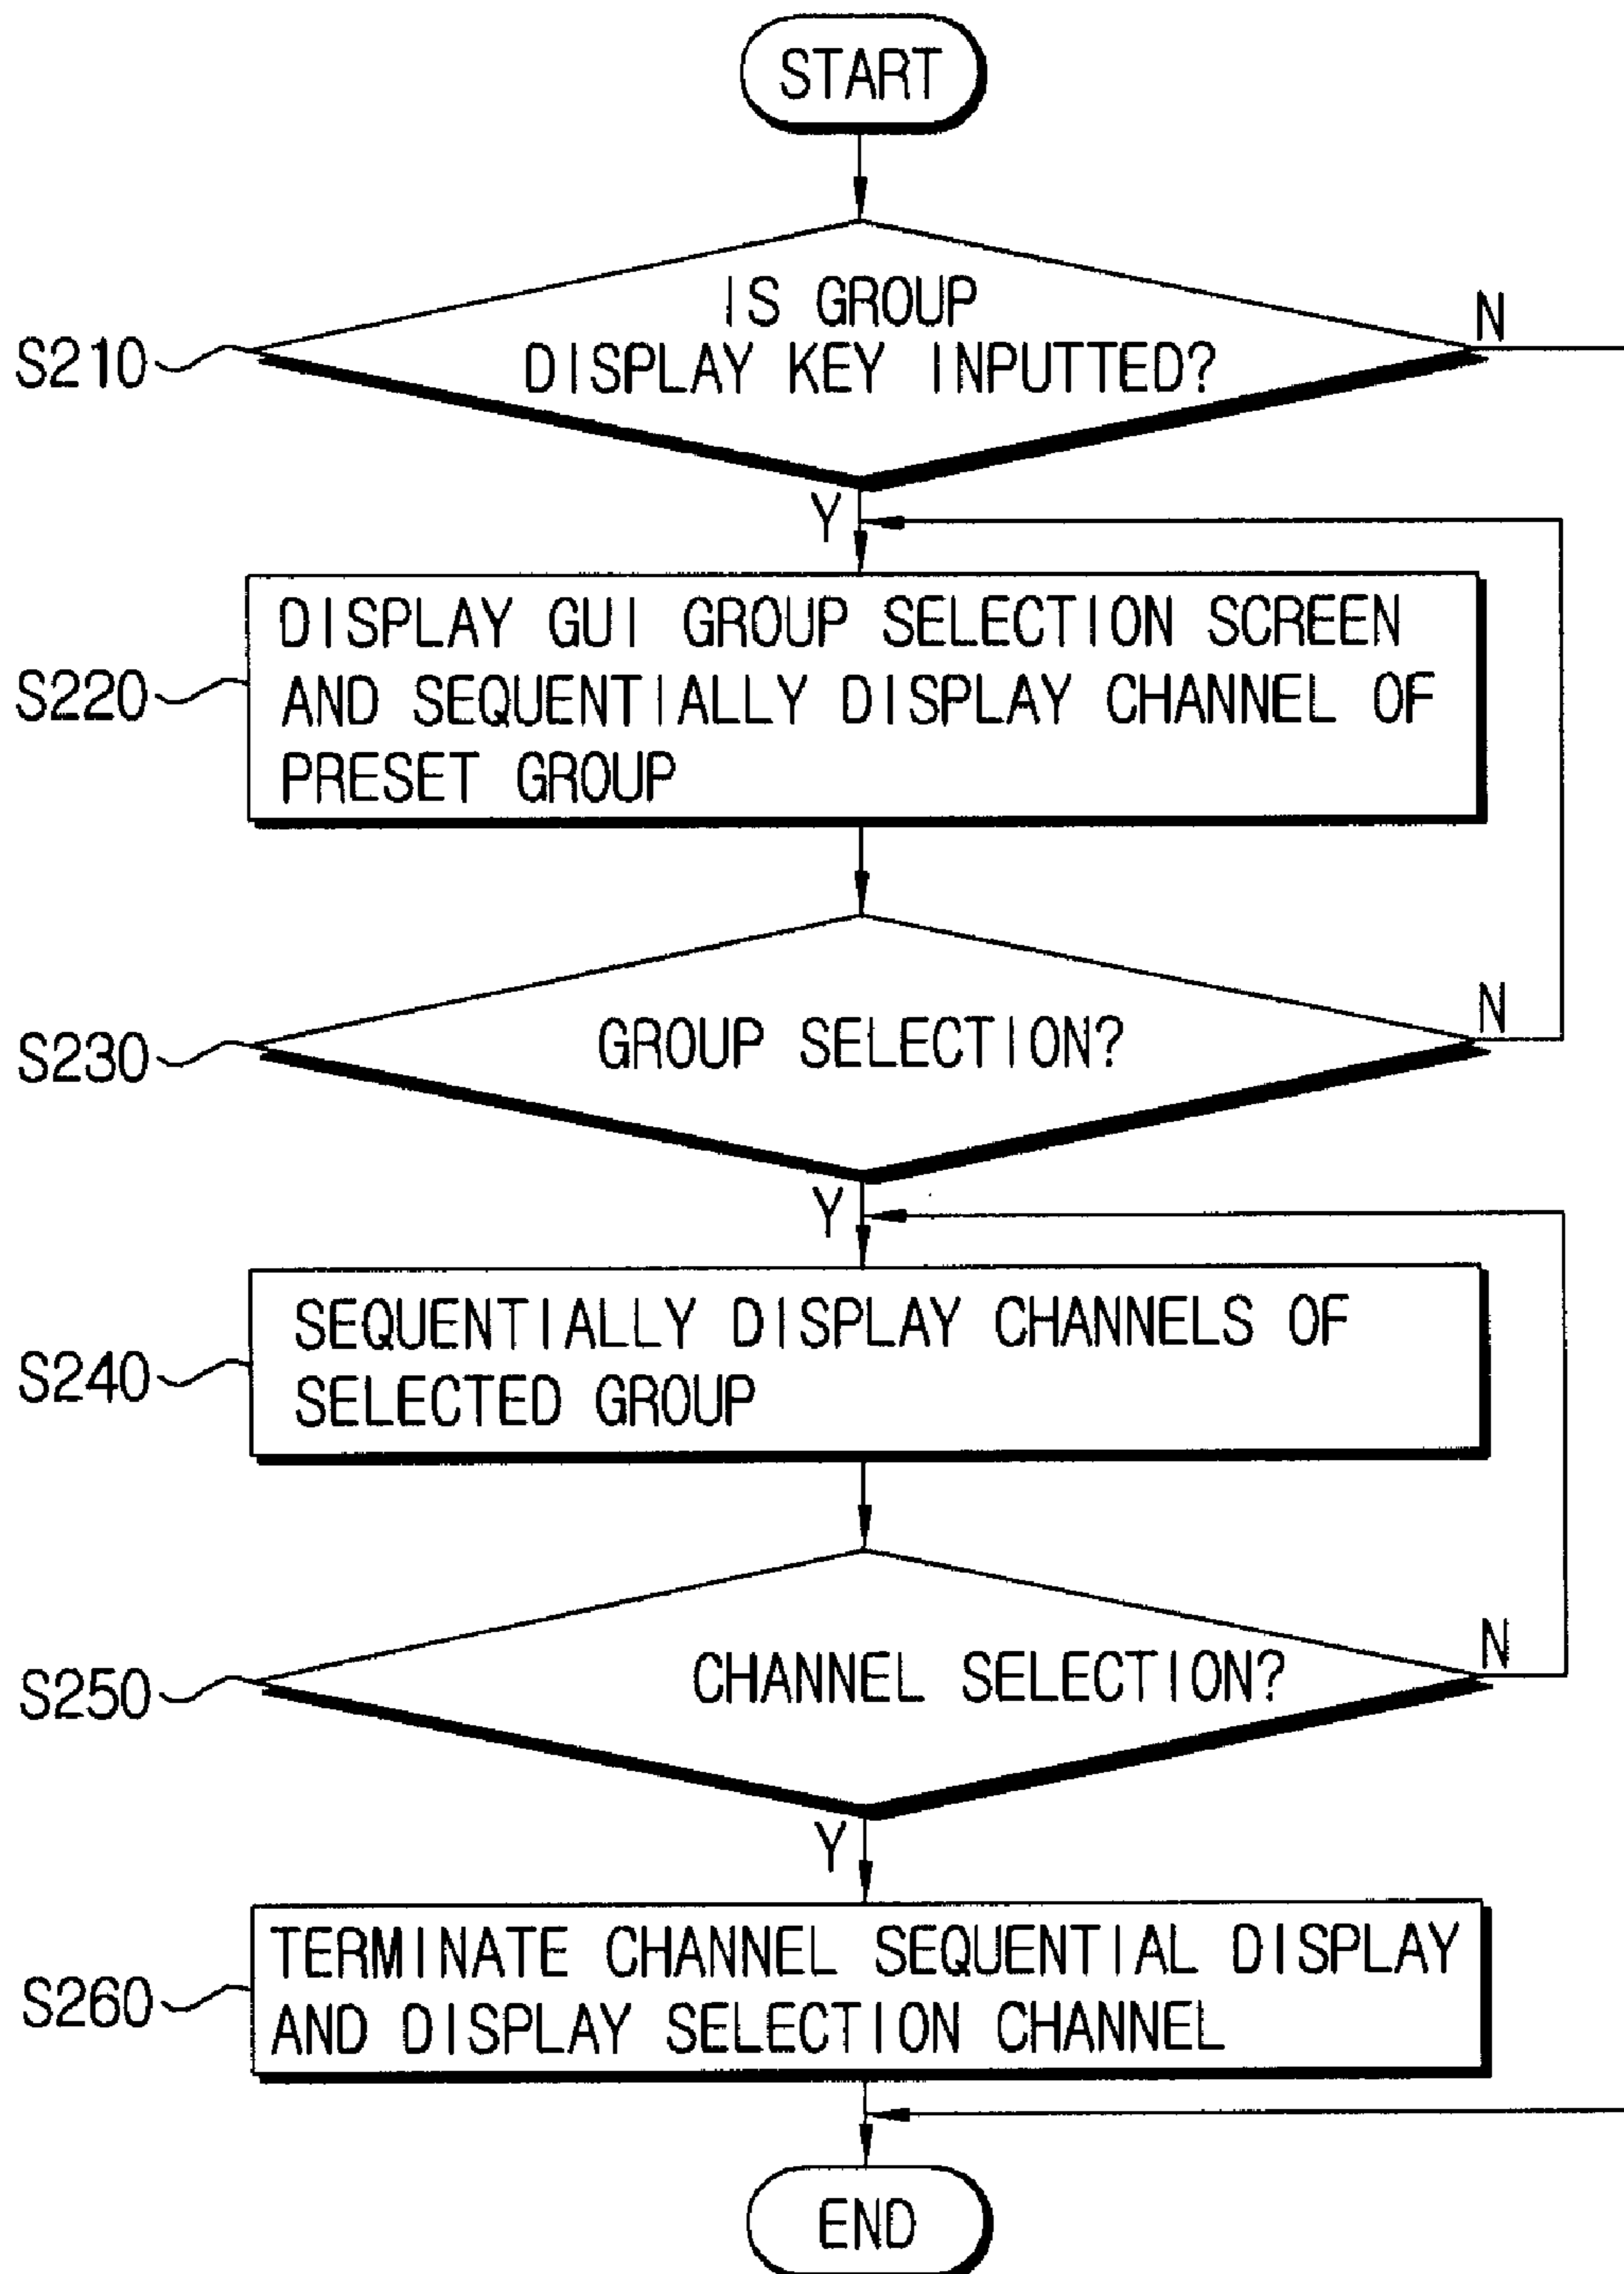 START
IS GROUP
DISPLAY KEY INPUTTED?
N
S210
Y
DISPLAY GUI GROUP SELECTION SCREEN
AND SEQUENTIALLY DISPLAY CHANNEL OF
PRESET GROUP
S220
GROUP SELECTION?
N
S230
Y
SEQUENTIALLY DISPLAY CHANNELS OF
SELECTED GROUP
S240
CHANNEL SELECTION?
N
S250
Y
TERMINATE CHANNEL SEQUENTIAL DISPLAY
AND DISPLAY SELECTION CHANNEL
S260
END